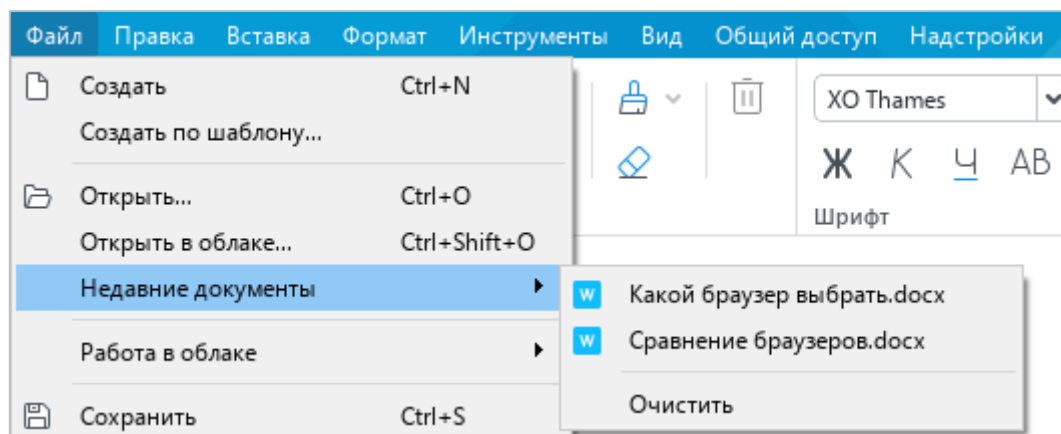 Файл Правка Вставка Формат Инструменты Вид Общий доступ Надстройки
Создать Ctrl+N
Создать по шаблону...
Открыть... Ctrl+O
Открыть в облаке... Ctrl+Shift+O
Недавние документы
Работа в облаке
Сохранить Ctrl+S
W Какой браузер выбрать.docx
W Сравнение браузеров.docx
Очистить
XO Thames
Ж К Ч АВ
Шрифт